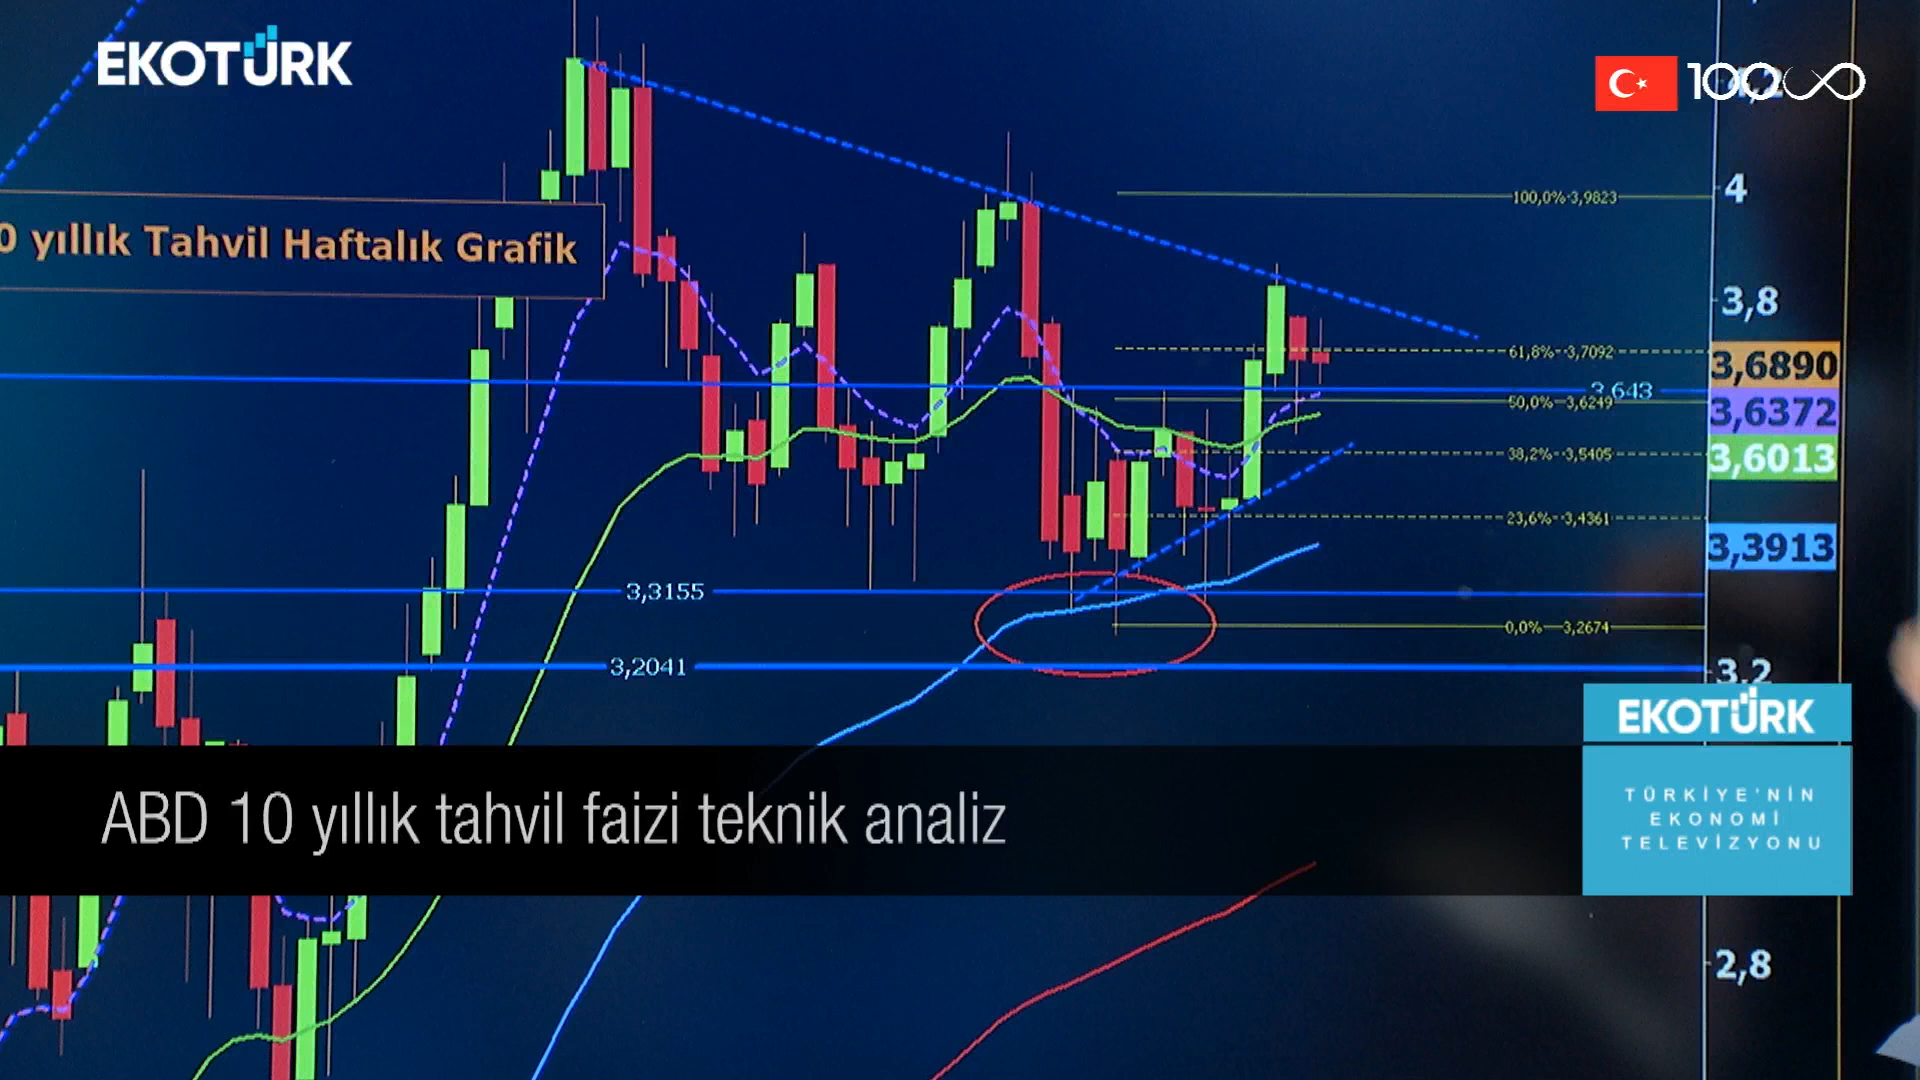 EKOTÜRK
100
4,2
4
100,0% 3,9823
0 yıllık Tahvil Haftalık Grafik
3,8
61,8% 3,7092
3,6890
3,643
50,0% 3,6249
3,6372
38,2% 3,5405
3,6013
23,6% 3,4361
3,3913
3,3155
0,0% 3,2674
3,2041
3,2
EKOTÜRK
TÜRKİYE'NİN
EKONOMİ
TELEVİZYONU
ABD 10 yıllık tahvil faizi teknik analiz
2,8